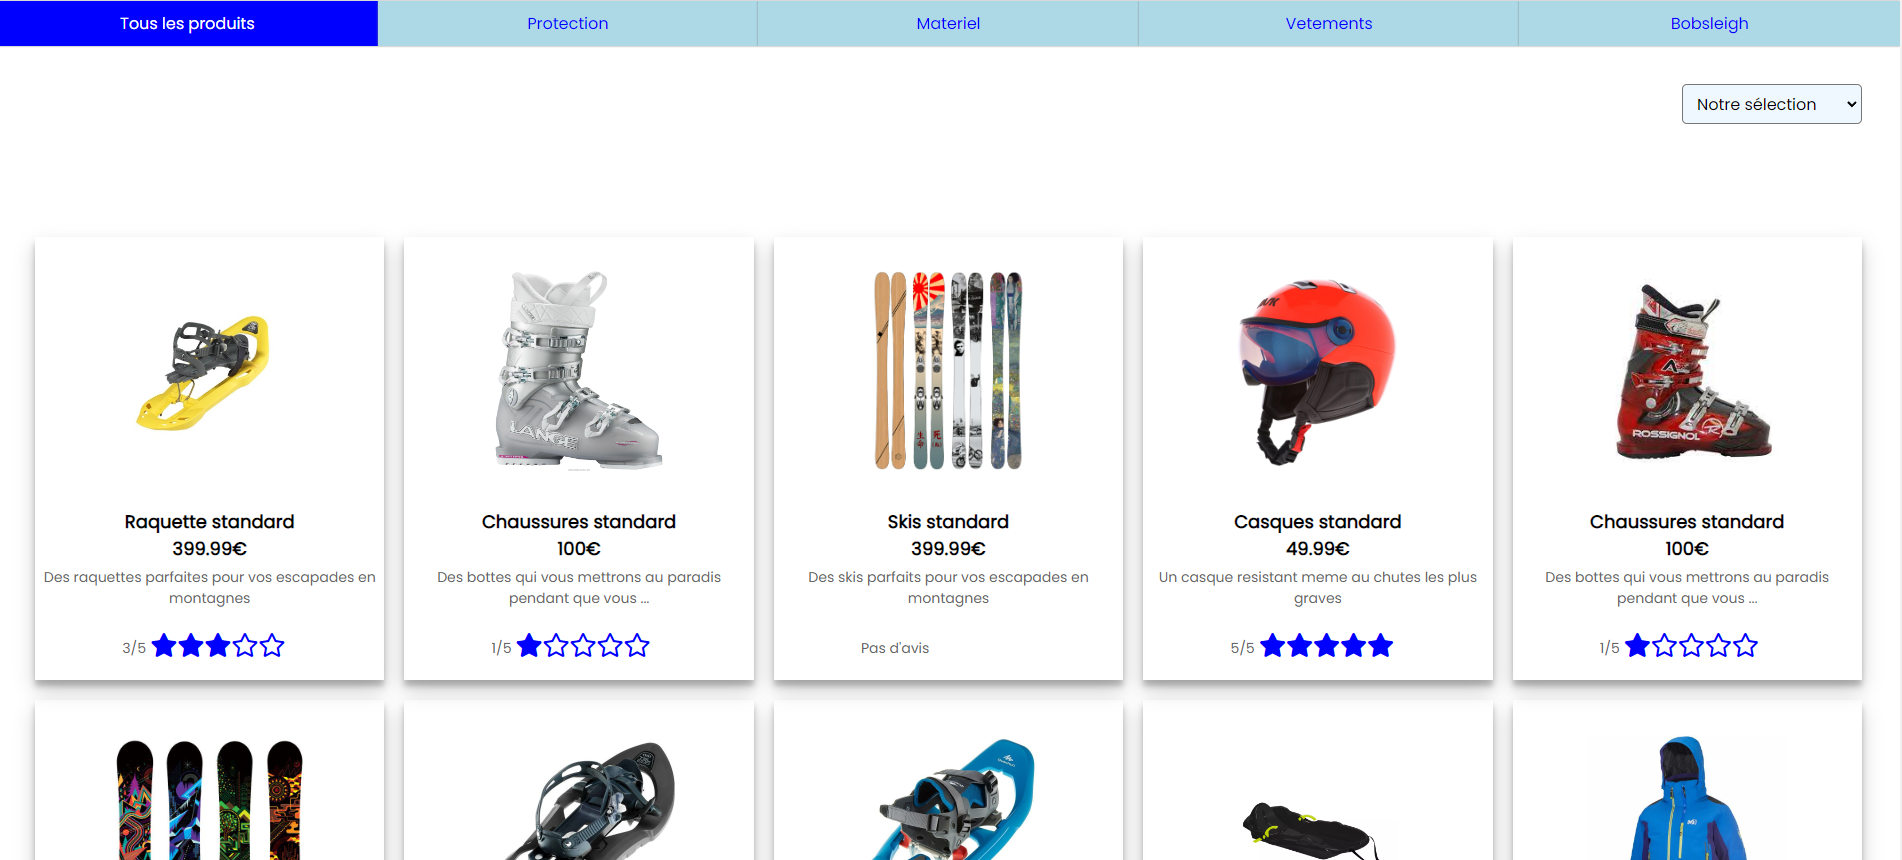 Tous les produits
Protection
Materiel
Vetements
Bobsleigh
Notre sélection
LANGE
ROSSIGNOL
Raquette standard
399.99€
Des raquettes parfaites pour vos escapades en
montagnes
3/5
Chaussures standard
100€
Des bottes qui vous mettrons au paradis
pendant que vous ...
1/5
Skis standard
399.99€
Des skis parfaits pour vos escapades en
montagnes
Pas d'avis
Casques standard
49.99€
Un casque resistant meme au chutes les plus
graves
5/5
Chaussures standard
100€
Des bottes qui vous mettrons au paradis
pendant que vous ...
1/5